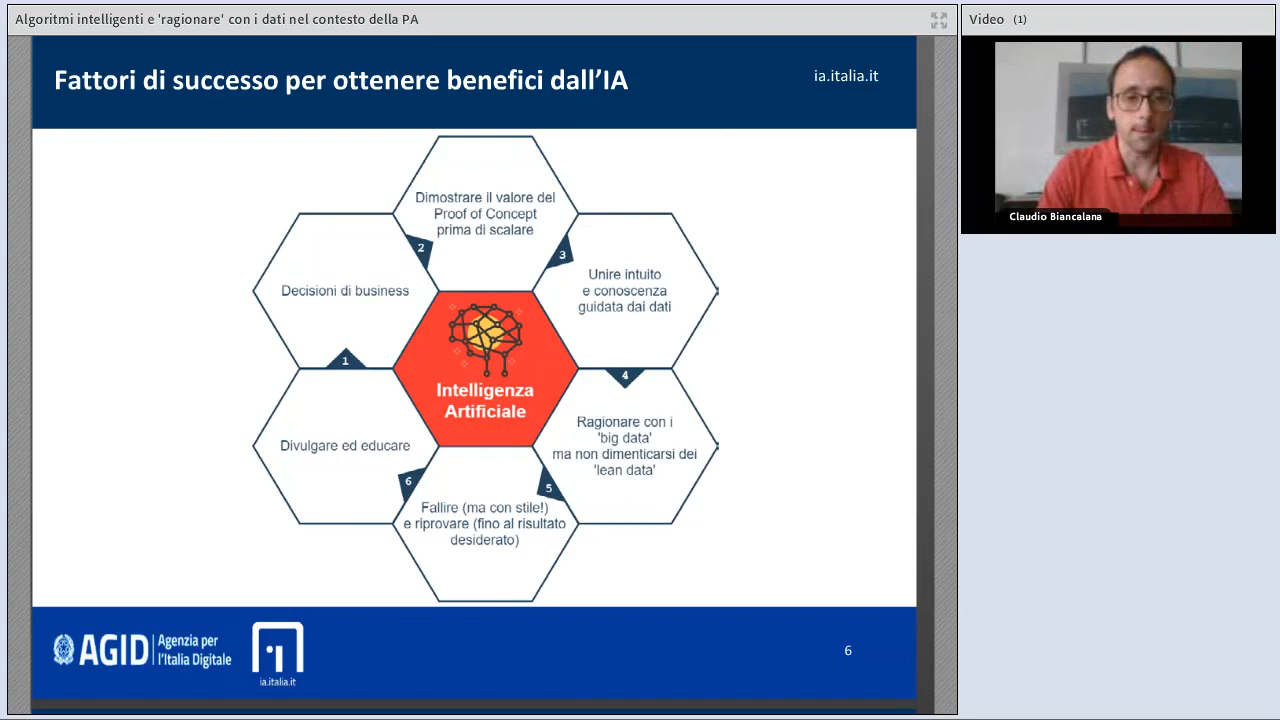 Algoritmi intelligenti e 'ragionare' con i dati nel contesto della PA
Video (1)
Fattori di successo per ottenere benefici dall'IA
ia.italia.it
Claudio Biancalana
Dimostrare il valore del
Proof of Concept
prima di scalare
2
3
Decisioni di business
Unire intuito
e conoscenza
guidata dai dati
1
4
Intelligenza
Artificiale
Ragionare con i
'big data'
ma non dimenticarsi dei
'lean data'
Divulgare ed educare
6
5
Fallire (ma con stile!)
e riprovare (fino al risultato
desiderato)
AGID
Agenzia per
l'Italia Digitale
ia.italia.it
6